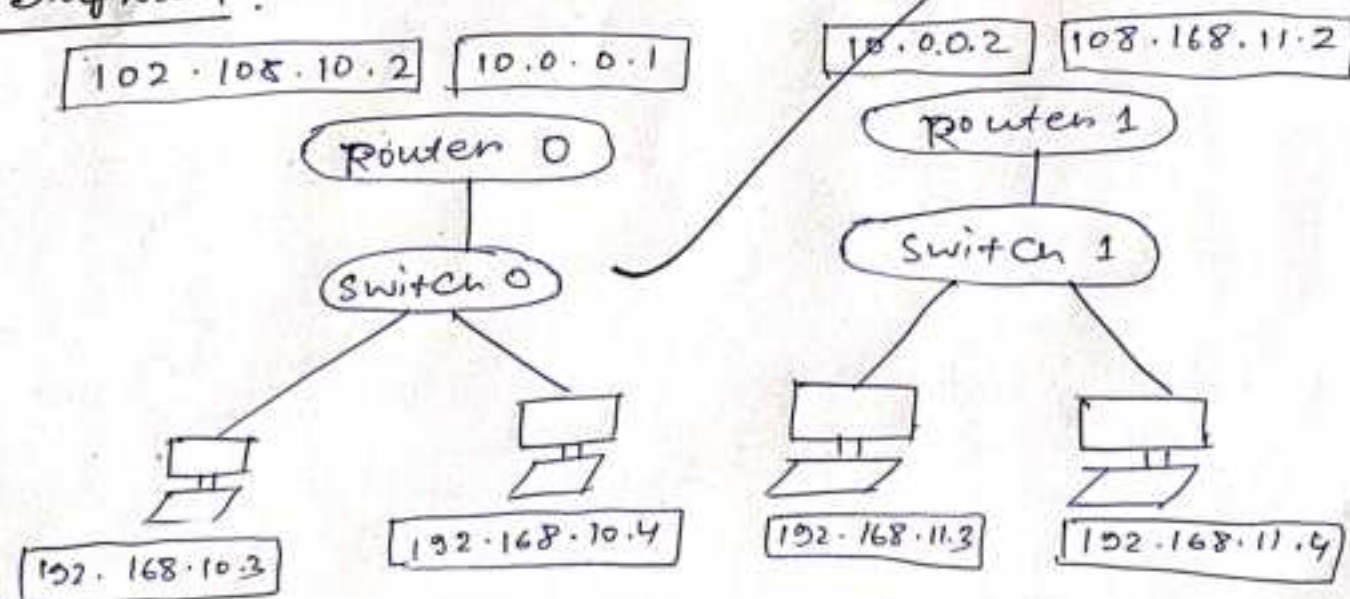 Diagram :
102.108.10.2 10.0.0.1 10.0.0.2 108.168.11.2
Router 0 Router 1
Switch 0 Switch 1
192.168.10.3 192.168.10.4 192.168.11.3 192.168.11.4